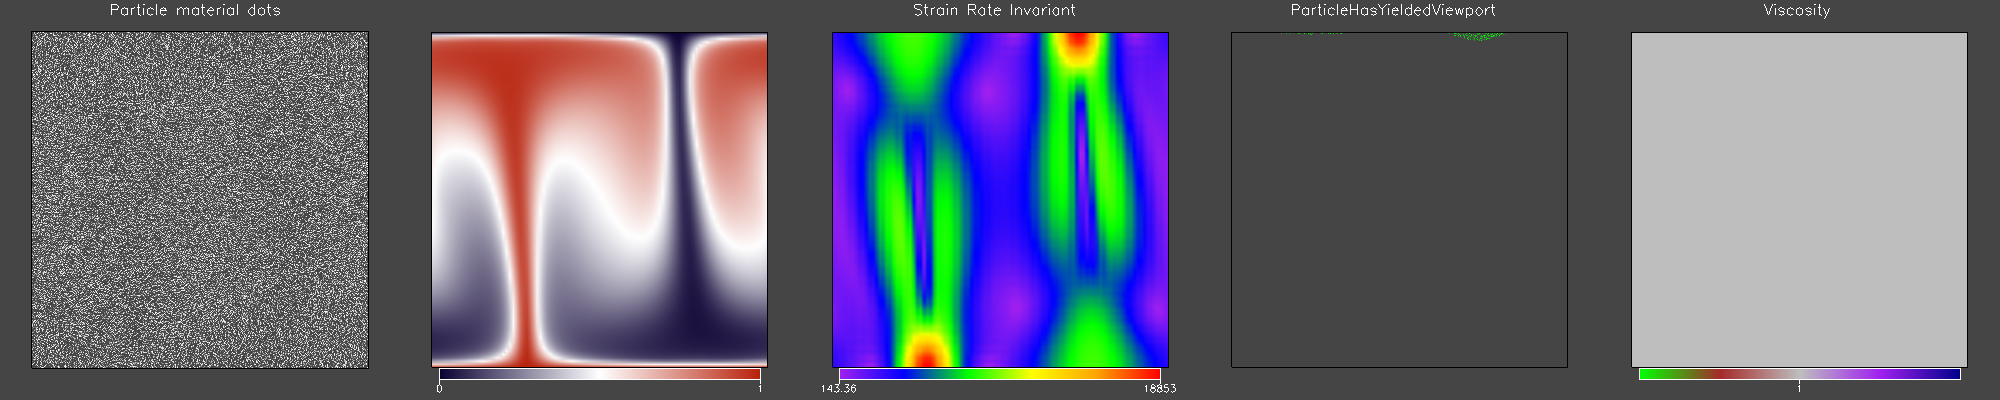 Particle material dots
Strain Rate Invariant
ParticleHasYieldedViewport
Viscosity
0
1
143.36
18853
1